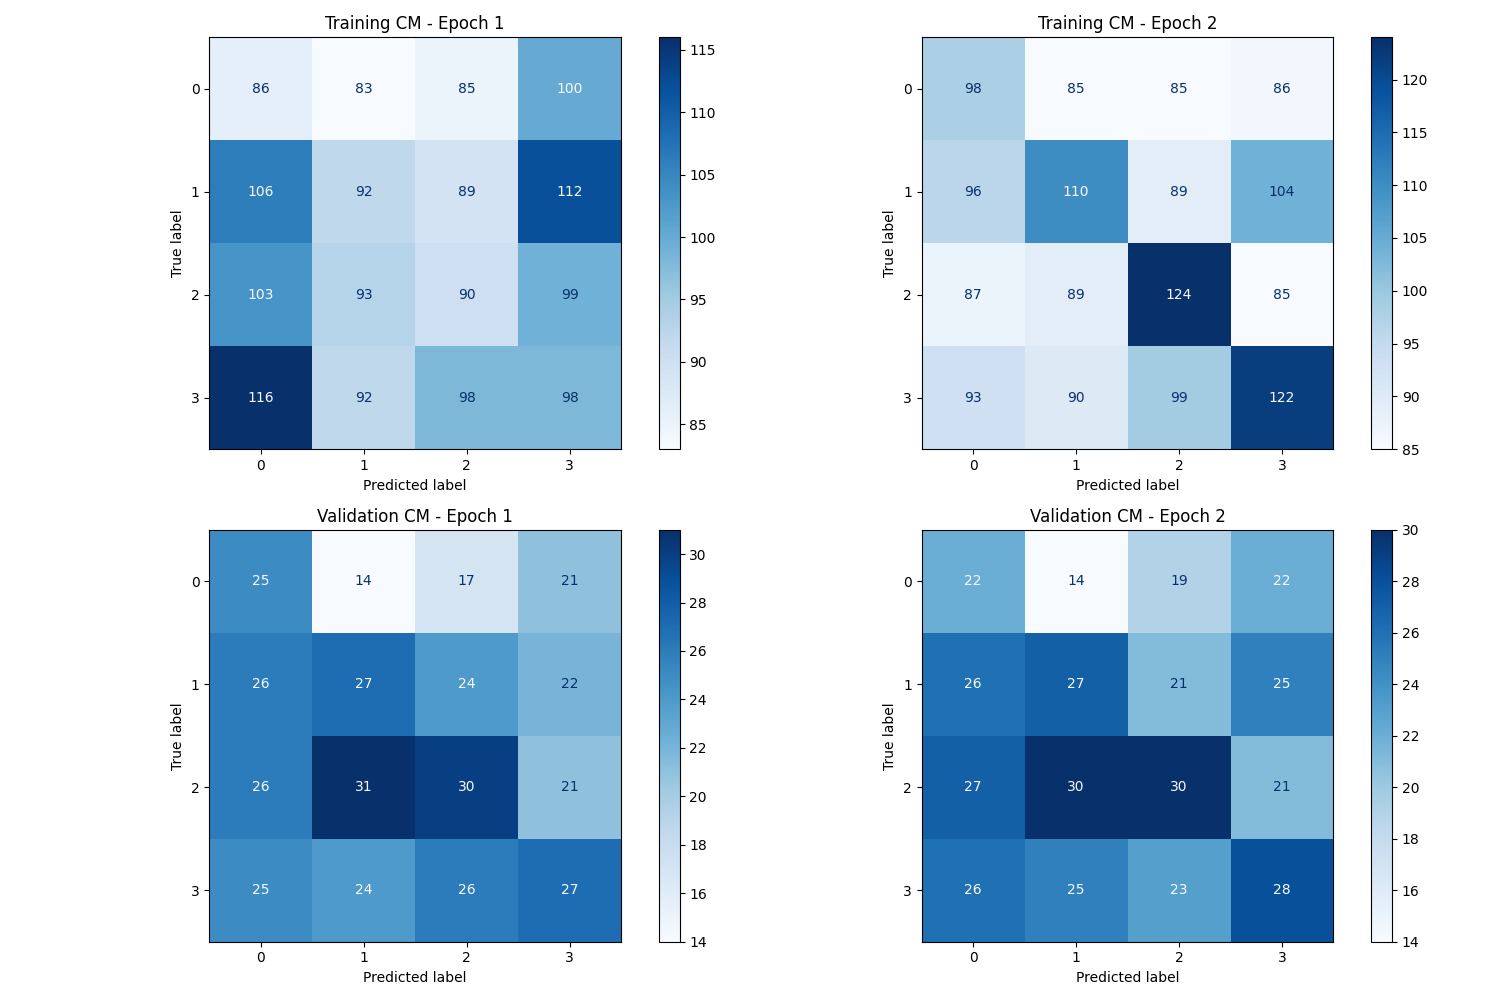 Training CM - Epoch 1
0 86 83 85 100
1 106 92 89 112
2 103 93 90 99
3 116 92 98 98
0 1 2 3
Predicted label
True label
115
110
105
100
95
90
85
Training CM - Epoch 2
0 98 85 85 86
1 96 110 89 104
2 87 89 124 85
3 93 90 99 122
0 1 2 3
Predicted label
True label
120
115
110
105
100
95
90
85
Validation CM - Epoch 1
0 25 14 17 21
1 26 27 24 22
2 26 31 30 21
3 25 24 26 27
0 1 2 3
Predicted label
True label
30
28
26
24
22
20
18
16
14
Validation CM - Epoch 2
0 22 14 19 22
1 26 27 21 25
2 27 30 30 21
3 26 25 23 28
0 1 2 3
Predicted label
True label
30
28
26
24
22
20
18
16
14